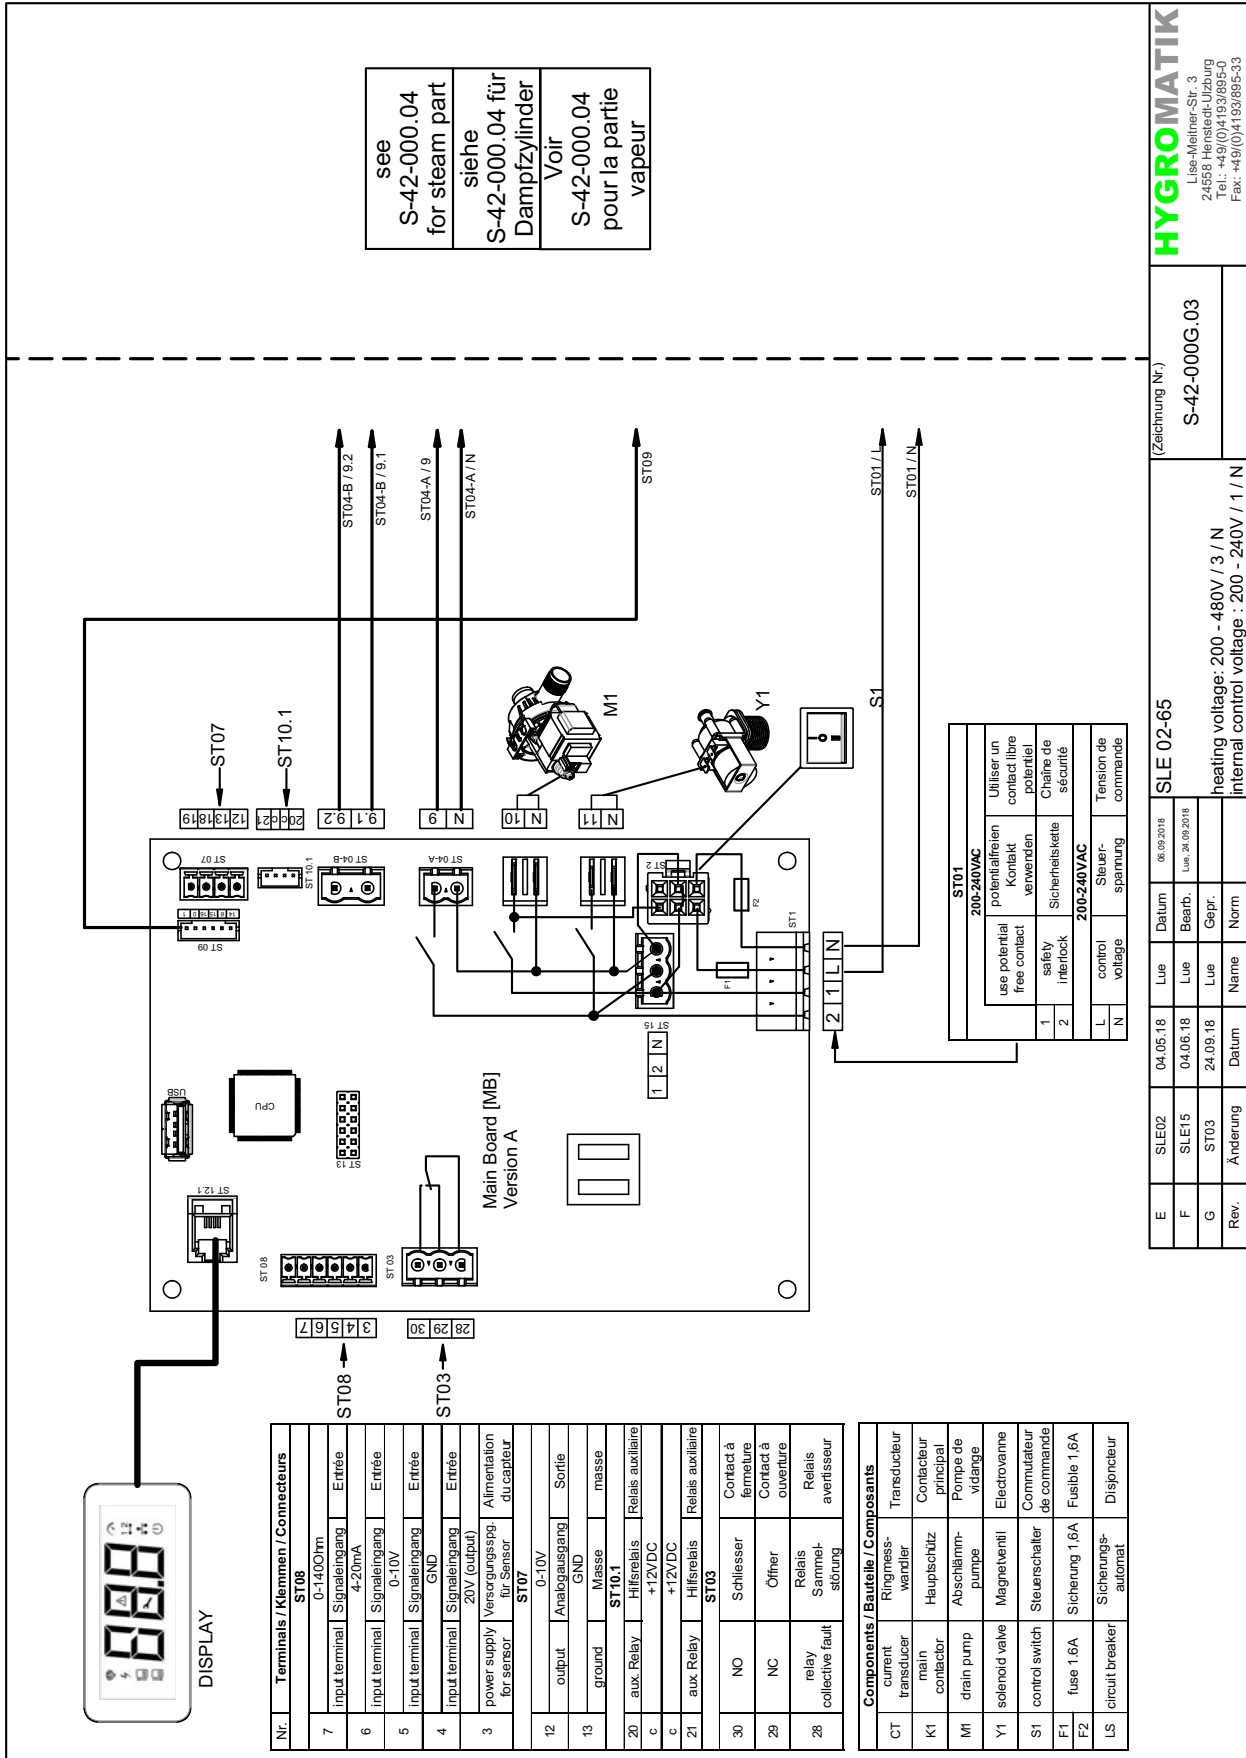 DISPLAY
Nr. Terminals / Klemmen / Connecteurs
ST08
7 0-140Ohm
input terminal Signaleingang Entrée
6 4-20mA
input terminal Signaleingang Entrée
5 0-10V
input terminal Signaleingang Entrée
4 GND
input terminal Signaleingang Entrée
3 20V (output)
power supply for sensor Versorgungsspg. für Sensor Alimentation du capteur
ST07
12 0-10V
output Analogausgang Sortie
13 GND
ground Masse masse
ST10.1
20 aux. Relay Hilfsrelais Relais auxiliaire
c +12VDC
c +12VDC
21 aux. Relay Hilfsrelais Relais auxiliaire
ST03
30 NO Schliesser Contact à fermeture
29 NC Öffner Contact à ouverture
28 relay collective fault Relais Sammel-störung Relais avertisseur
Components / Bauteile / Composants
CT current transducer Ringmess-wandler Transducteur
K1 main contactor Hauptschütz Contacteur principal
M1 drain pump Abschlämm-pumpe Pompe de vidange
Y1 solenoid valve Magnetventil Electrovanne
S1 control switch Steuerschalter Commutateur de commande
F1
F2 fuse 1.6A Sicherung 1,6A Fusible 1,6A
LS circuit breaker Sicherungs-automat Disjoncteur
ST08
7 6 5 4 3
ST03
30 29 28
ST 12.1
USB
CPU
ST 08
ST 03
ST 13
Main Board [MB]
Version A
ST 15
1 2 N
ST 09
1 0 16 15 8 14
ST 07
ST 10.1
ST 04-B
ST 04-A
ST 2
F1
F2
ST1
19 18 13 12
ST07
21 c c 20
ST10.1
9.2 9.1
9 N
10 N
11 N
M1
Y1
S1
2 1 L N
ST04-B / 9.2
ST04-B / 9.1
ST04-A / 9
ST04-A / N
ST09
ST01 / L
ST01 / N
ST01
200-240VAC
use potential free contact potentialfreien Kontakt verwenden Utiliser un contact libre potentiel
1
2 safety interlock Sicherheitskette Chaîne de sécurité
200-240VAC
L
N control voltage Steuer-spannung Tension de commande
see
S-42-000.04
for steam part
siehe
S-42-000.04 für
Dampfzylinder
Voir
S-42-000.04
pour la partie
vapeur
E SLE02 04.05.18 Lue Datum 06.09.2018
F SLE15 04.06.18 Lue Bearb. Lue, 24.09.2018
G ST03 24.09.18 Lue Gepr.
Rev. Änderung Datum Name Norm
SLE 02-65
heating voltage: 200 - 480V / 3 / N
internal control voltage : 200 - 240V / 1 / N
(Zeichnung Nr.)
S-42-000G.03
HYGROMATIK
Lise-Meitner-Str. 3
24558 Henstedt-Ulzburg
Tel.: +49/(0)4193/895-0
Fax: +49/(0)4193/895-33